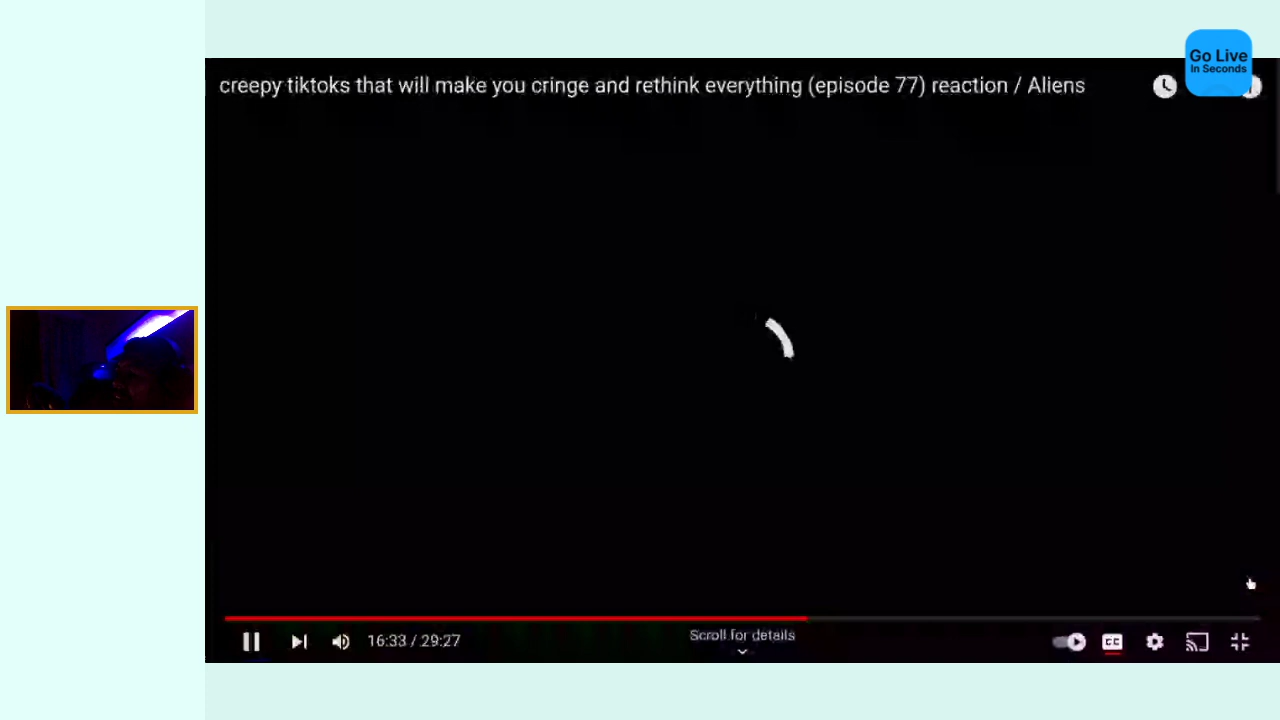 Go Live
In Seconds
creepy tiktoks that will make you cringe and rethink everything (episode 77) reaction / Aliens
16:33 / 29:27
Scroll for details
CC